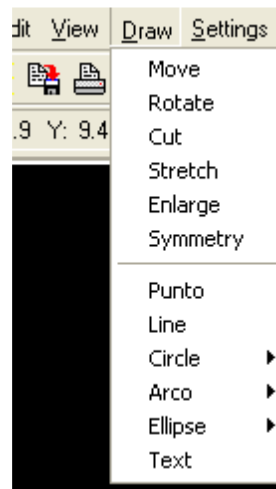 dit View Draw Settings
.9 Y: 9.4
Move
Rotate
Cut
Stretch
Enlarge
Symmetry
Punto
Line
Circle
Arco
Ellipse
Text